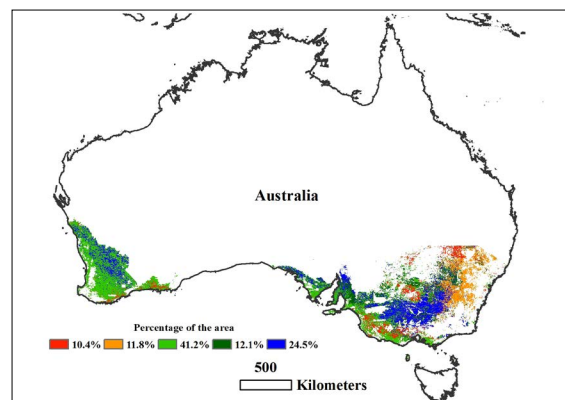 Australia
Percentage of the area
10.4% 11.8% 41.2% 12.1% 24.5%
500
Kilometers